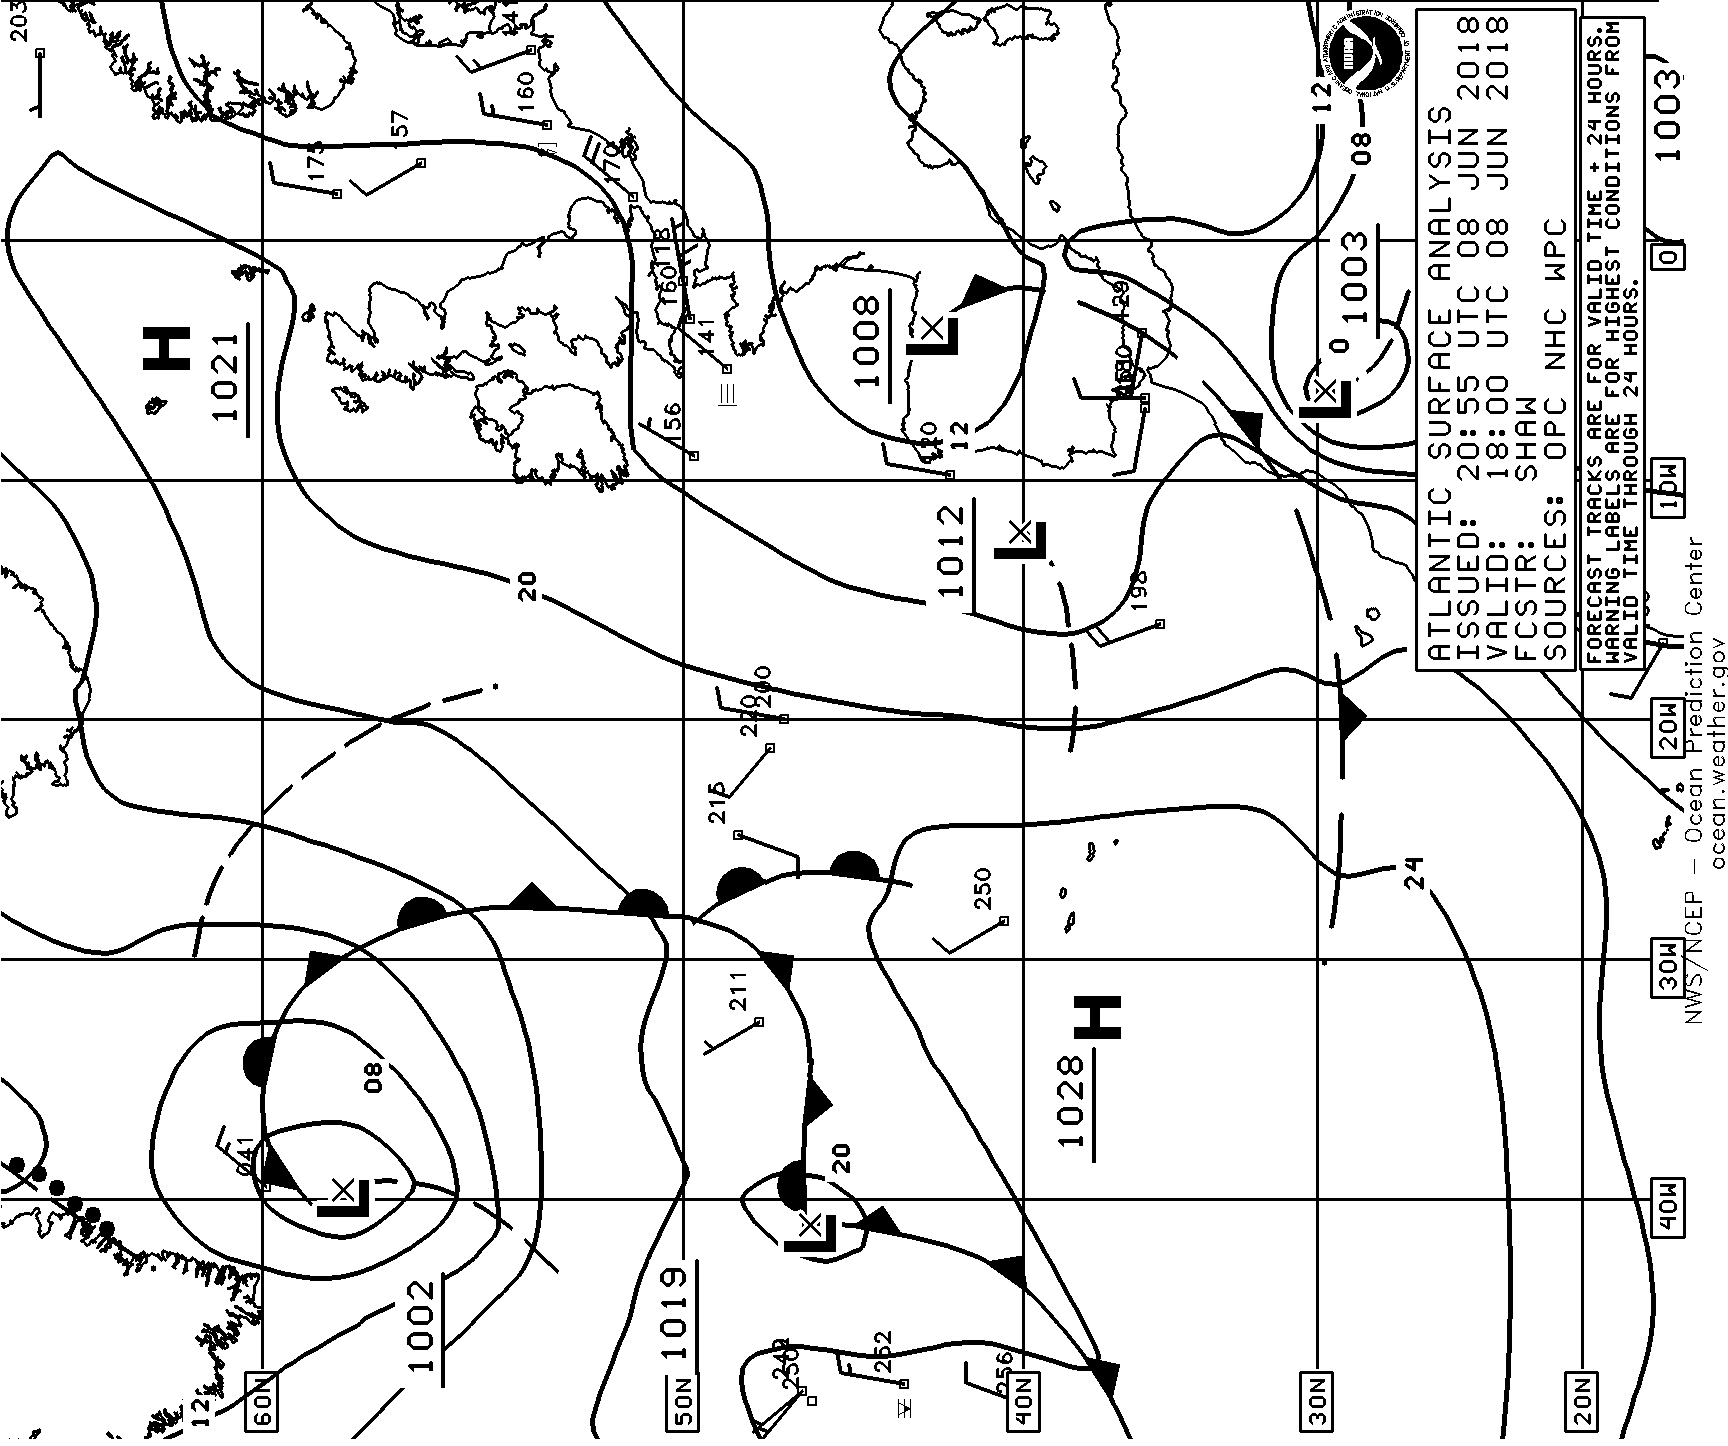 ATLANTIC SURFACE ANALYSIS
ISSUED: 20:55 UTC 08 JUN 2018
VALID: 18:00 UTC 08 JUN 2018
FCSTR: SHAW
SOURCES: OPC NHC WPC
FORECAST TRACKS ARE FOR VALID TIME + 24 HOURS.
WARNING LABELS ARE FOR HIGHEST CONDITIONS FROM
VALID TIME THROUGH 24 HOURS.
NWS/NCEP – Ocean Prediction Center
ocean.weather.gov
NOAA
H
1021
L
1008
L
1012
L
1003
0
1003
H
1028
L
1002
L
1019
60N
50N
40N
30N
20N
0
10W
20W
30W
40W
203
160
175
57
170
118
160
141
156
120
12
129
198
20
200
220
215
250
211
24
08
041
20
12
08
12
249
252
256